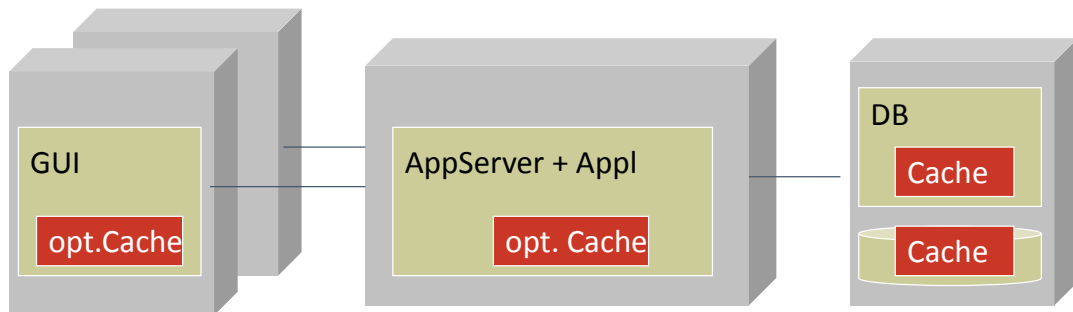 GUI
opt.Cache
AppServer + Appl
opt. Cache
DB
Cache
Cache